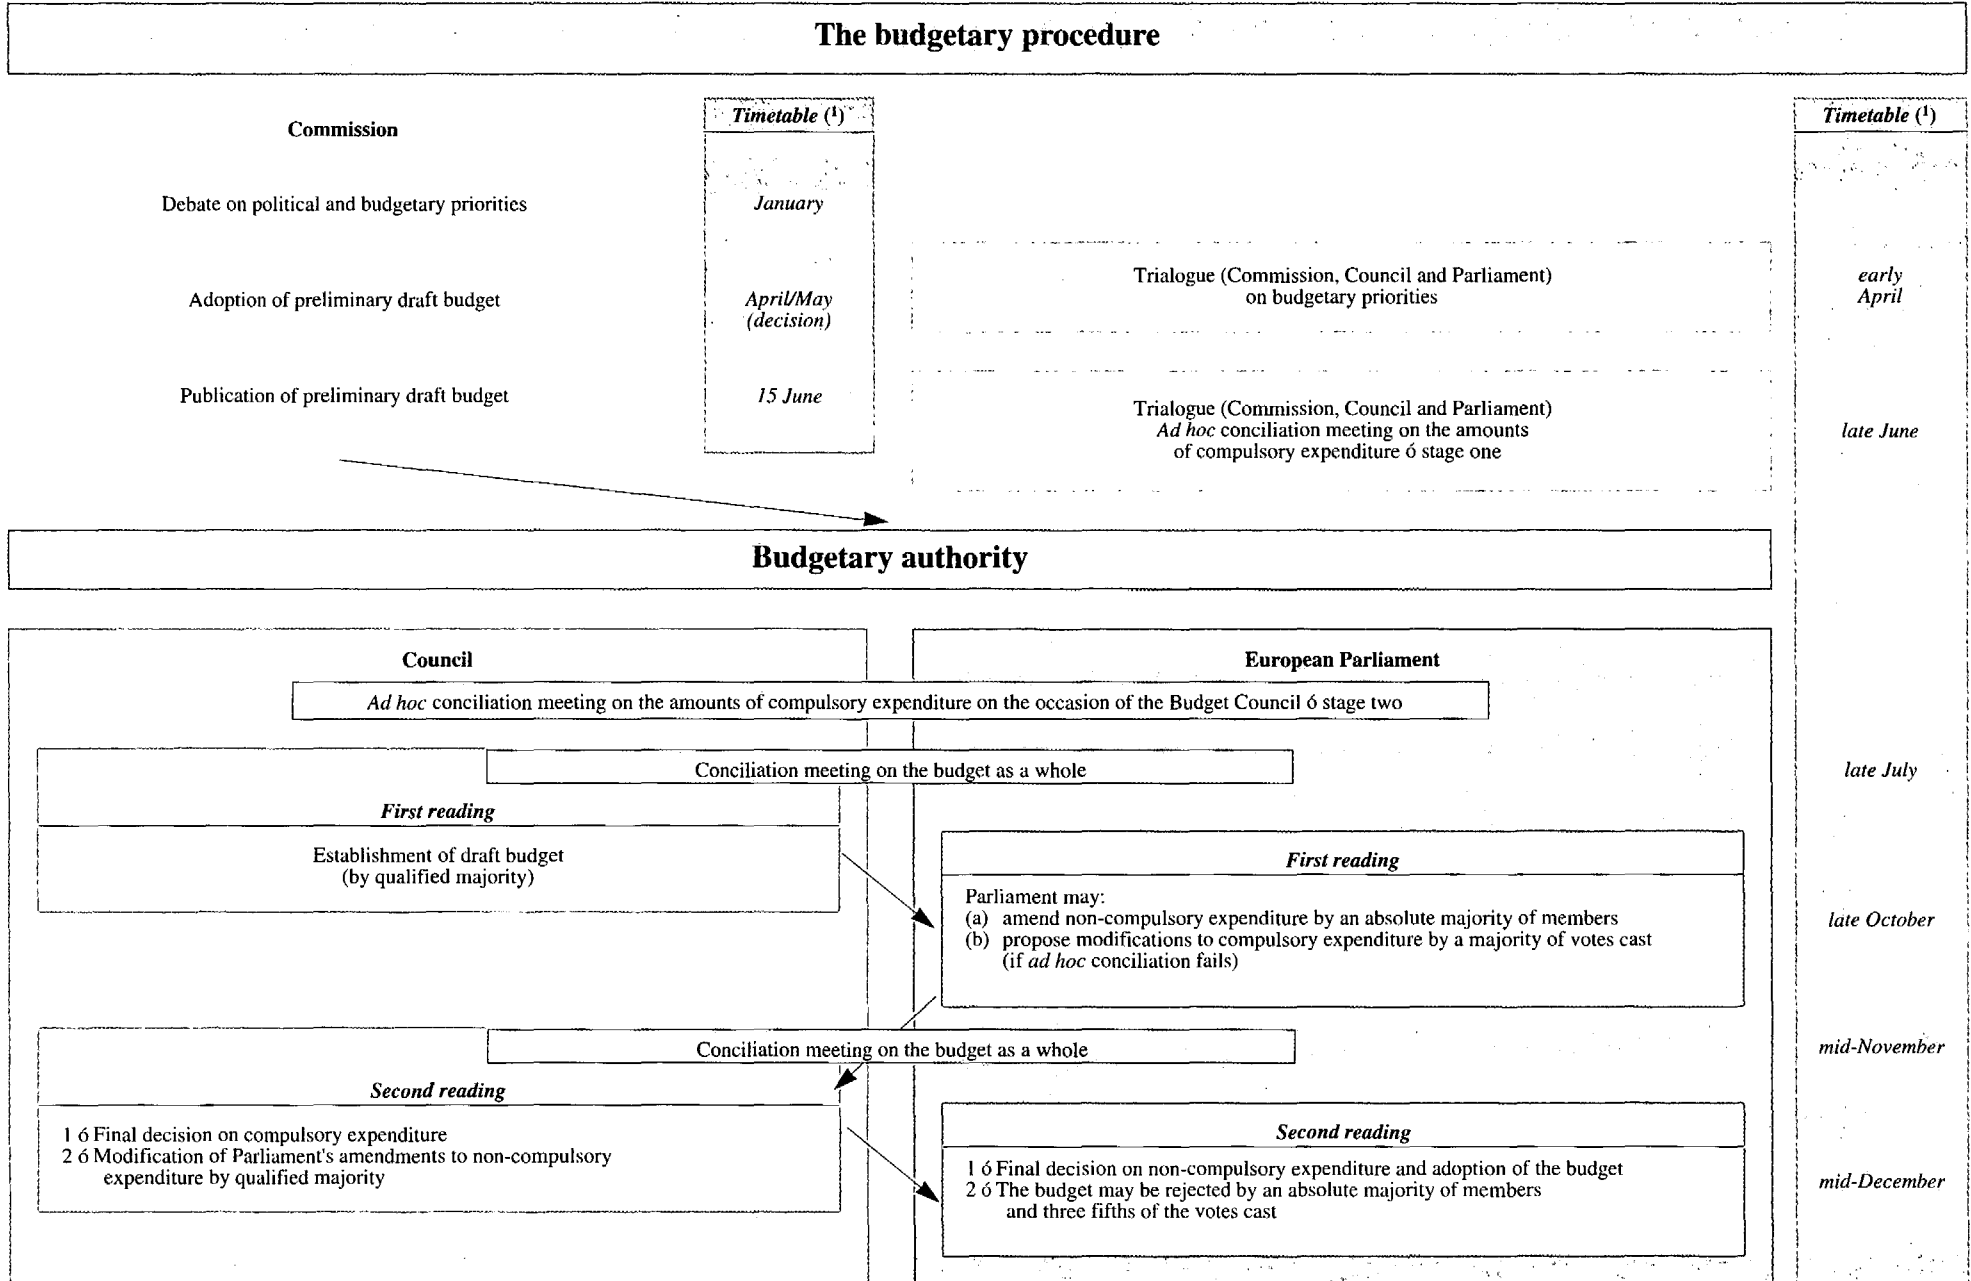 The budgetary procedure
Commission
Timetable (¹)
Timetable (¹)
Debate on political and budgetary priorities
January
Trialogue (Commission, Council and Parliament)
on budgetary priorities
early
April
Adoption of preliminary draft budget
April/May
(decision)
Publication of preliminary draft budget
15 June
Trialogue (Commission, Council and Parliament)
Ad hoc conciliation meeting on the amounts
of compulsory expenditure ó stage one
late June
Budgetary authority
Council
European Parliament
Ad hoc conciliation meeting on the amounts of compulsory expenditure on the occasion of the Budget Council ó stage two
Conciliation meeting on the budget as a whole
late July
First reading
Establishment of draft budget
(by qualified majority)
First reading
Parliament may:
(a) amend non-compulsory expenditure by an absolute majority of members
(b) propose modifications to compulsory expenditure by a majority of votes cast
(if ad hoc conciliation fails)
late October
Conciliation meeting on the budget as a whole
mid-November
Second reading
1 ó Final decision on compulsory expenditure
2 ó Modification of Parliament's amendments to non-compulsory
expenditure by qualified majority
Second reading
1 ó Final decision on non-compulsory expenditure and adoption of the budget
2 ó The budget may be rejected by an absolute majority of members
and three fifths of the votes cast
mid-December